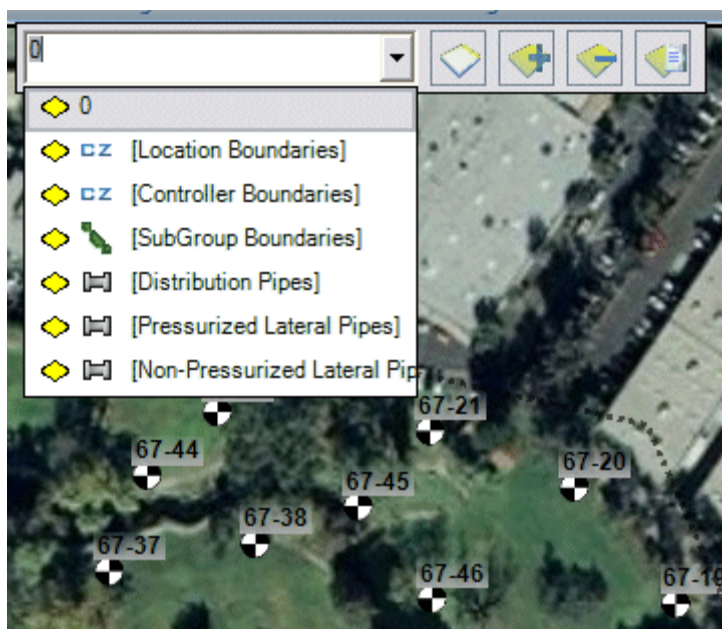 0
0
CZ [Location Boundaries]
CZ [Controller Boundaries]
[SubGroup Boundaries]
[Distribution Pipes]
[Pressurized Lateral Pipes]
[Non-Pressurized Lateral Pip
67-21
67-44
67-20
67-45
67-38
67-37
67-46
67-19